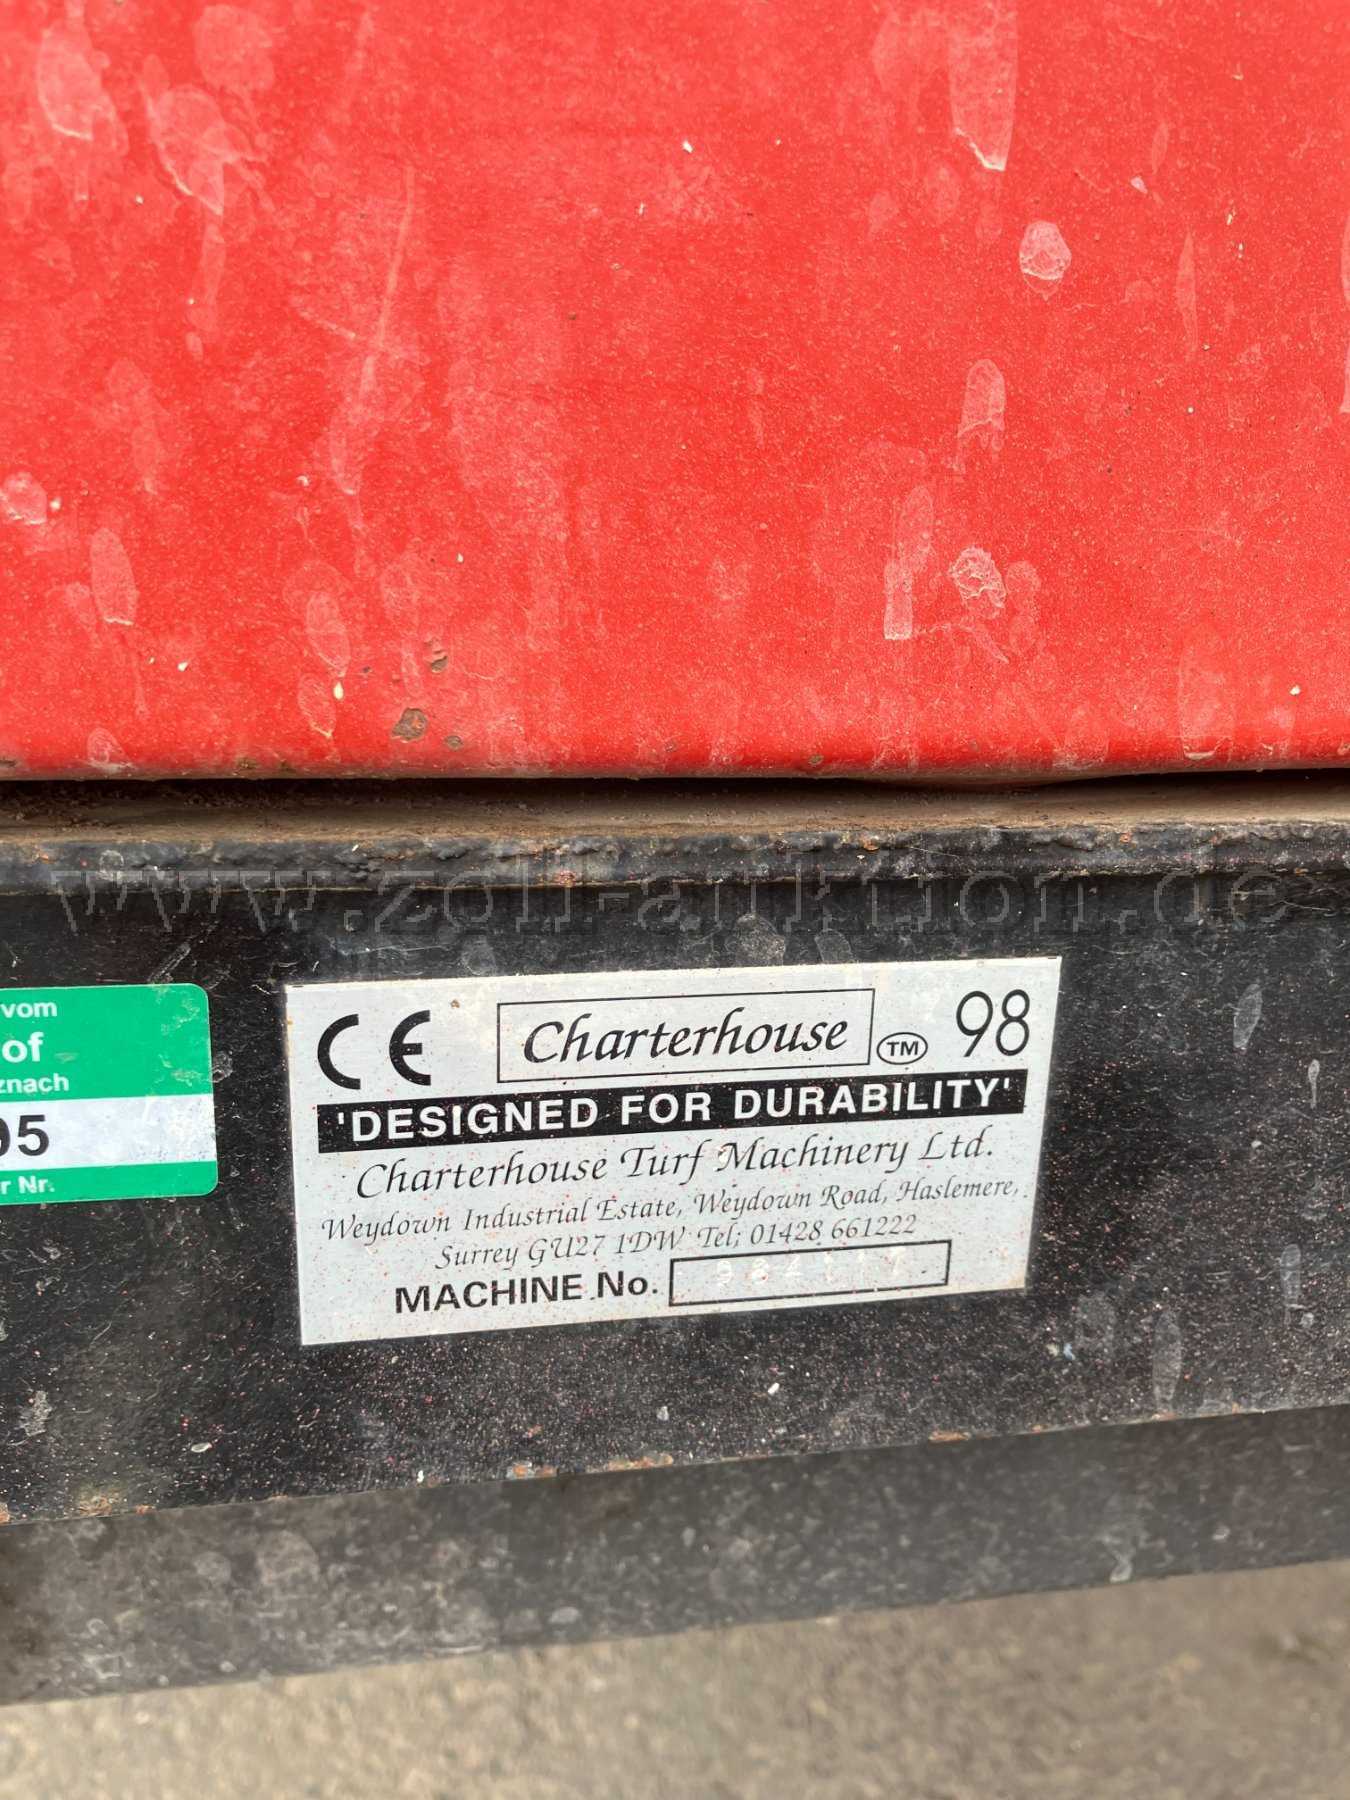 www.zoll-auktion.de
vom
of
znach
95
r Nr.
CE Charterhouse TM 98
'DESIGNED FOR DURABILITY'
Charterhouse Turf Machinery Ltd.
Weydown Industrial Estate, Weydown Road, Haslemere,
Surrey GU27 1DW Tel; 01428 661222
MACHINE No.